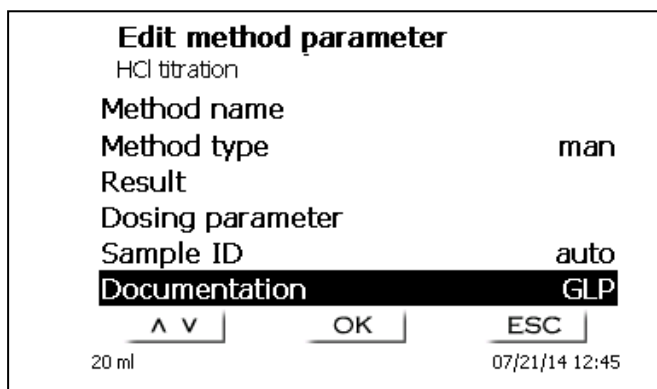 Edit method parameter
HCl titration
Method name
Method type man
Result
Dosing parameter
Sample ID auto
Documentation GLP
∧ ∨ OK ESC
20 ml 07/21/14 12:45